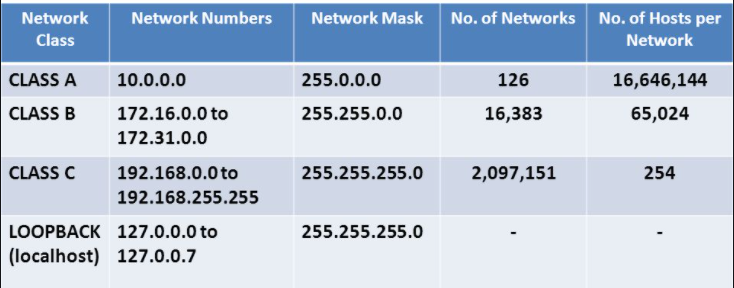 Network Class Network Numbers Network Mask No. of Networks No. of Hosts per Network
CLASS A 10.0.0.0 255.0.0.0 126 16,646,144
CLASS B 172.16.0.0 to 172.31.0.0 255.255.0.0 16,383 65,024
CLASS C 192.168.0.0 to 192.168.255.255 255.255.255.0 2,097,151 254
LOOPBACK (localhost) 127.0.0.0 to 127.0.0.7 255.255.255.0 - -